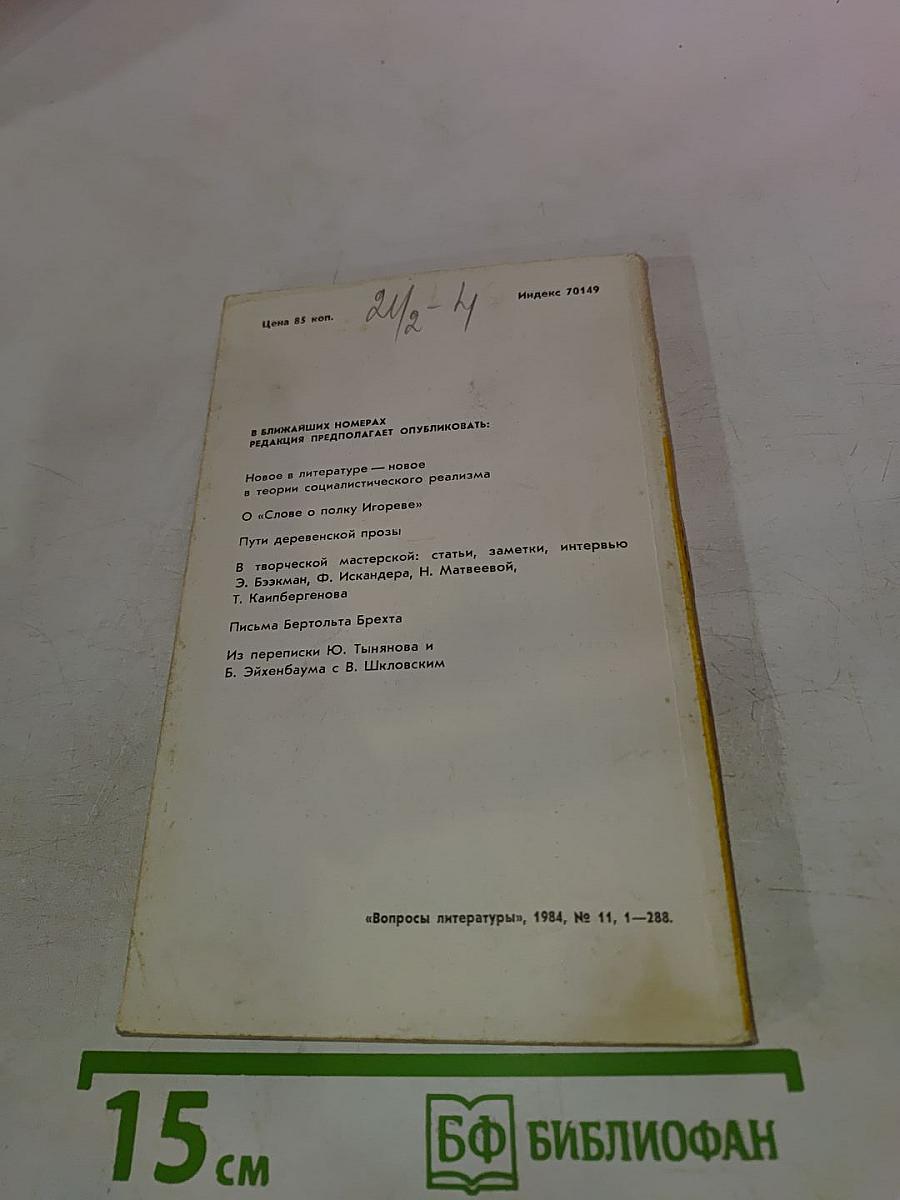 Цена 85 коп.
21/2 - 4
Индекс 70149
В БЛИЖАЙШИХ НОМЕРАХ
РЕДАКЦИЯ ПРЕДПОЛАГАЕТ ОПУБЛИКОВАТЬ:
Новое в литературе — новое
в теории социалистического реализма
О «Слове о полку Игореве»
Пути деревенской прозы
В творческой мастерской: статьи, заметки, интервью
Э. Бээкман, Ф. Искандера, Н. Матвеевой,
Т. Каипбергенова
Письма Бертольта Брехта
Из переписки Ю. Тынянова и
Б. Эйхенбаума с В. Шкловским
«Вопросы литературы», 1984, № 11, 1—288.
15 см
БФ БИБЛИОФАН